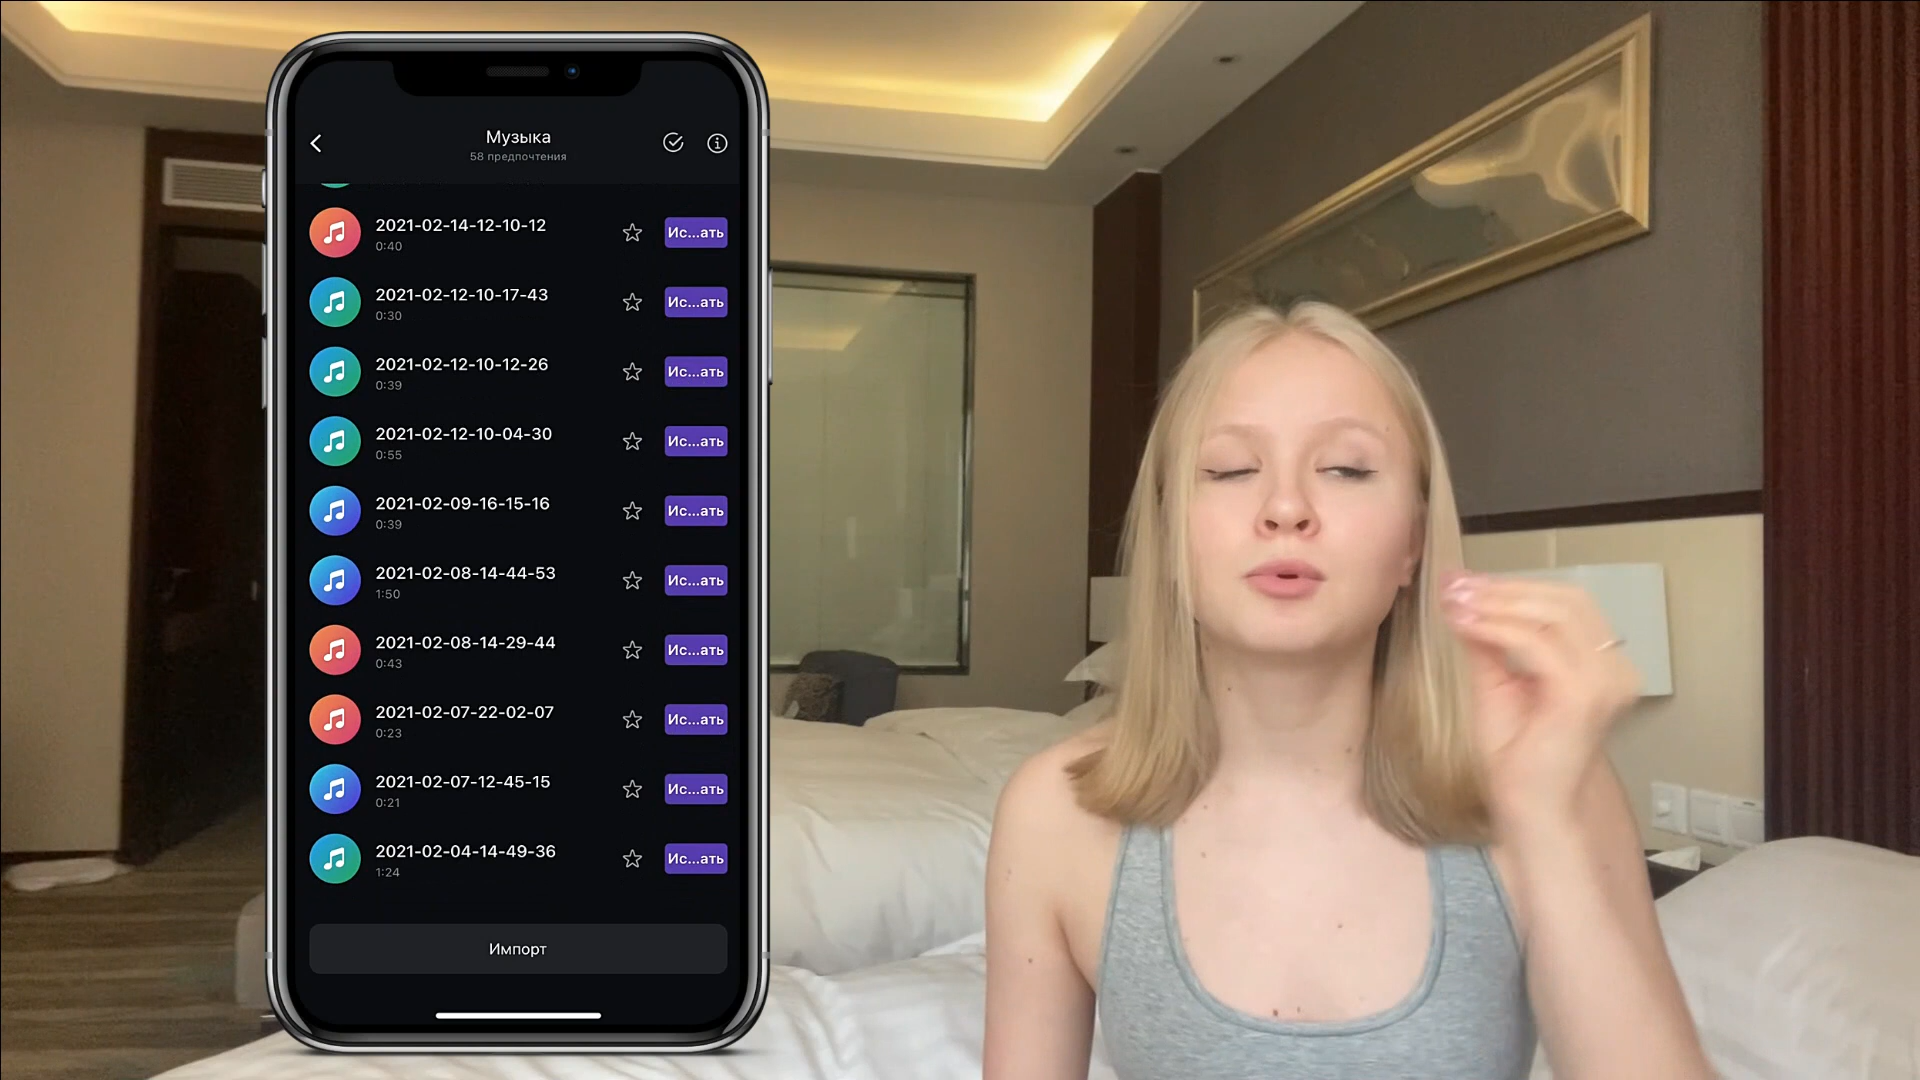 Музыка
58 предпочтения
2021-02-14-12-10-12
0:40
Ис...ать
2021-02-12-10-17-43
0:30
Ис...ать
2021-02-12-10-12-26
0:39
Ис...ать
2021-02-12-10-04-30
0:55
Ис...ать
2021-02-09-16-15-16
0:39
Ис...ать
2021-02-08-14-44-53
1:50
Ис...ать
2021-02-08-14-29-44
0:43
Ис...ать
2021-02-07-22-02-07
0:23
Ис...ать
2021-02-07-12-45-15
0:21
Ис...ать
2021-02-04-14-49-36
1:24
Ис...ать
Импорт